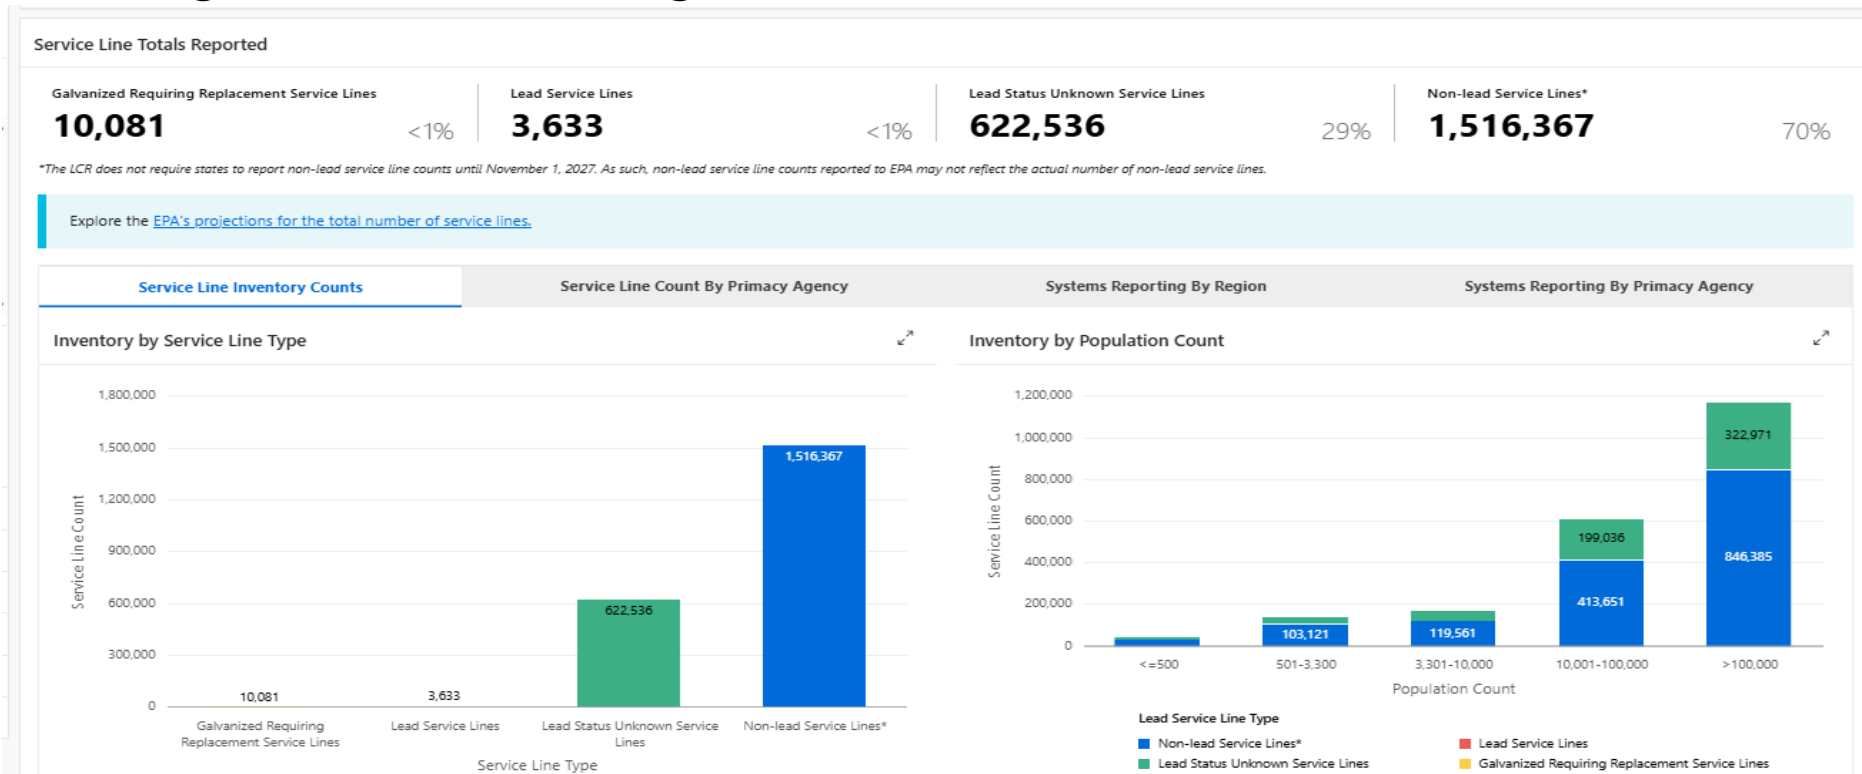 Service Line Totals Reported
Galvanized Requiring Replacement Service Lines
10,081
<1%
Lead Service Lines
3,633
<1%
Lead Status Unknown Service Lines
622,536
29%
Non-lead Service Lines*
1,516,367
70%
*The LCR does not require states to report non-lead service line counts until November 1, 2027. As such, non-lead service line counts reported to EPA may not reflect the actual number of non-lead service lines.
Explore the EPA's projections for the total number of service lines.
Service Line Inventory Counts
Service Line Count By Primacy Agency
Systems Reporting By Region
Systems Reporting By Primacy Agency
Inventory by Service Line Type
Service Line Count
1,800,000
1,500,000
1,200,000
900,000
600,000
300,000
0
10,081
3,633
622,536
1,516,367
Galvanized Requiring
Replacement Service Lines
Lead Service Lines
Lead Status Unknown Service
Lines
Non-lead Service Lines*
Service Line Type
Inventory by Population Count
Service Line Count
1,200,000
1,000,000
800,000
600,000
400,000
200,000
0
103,121
119,561
199,036
413,651
322,971
846,385
<=500
501-3,300
3,301-10,000
10,001-100,000
>100,000
Population Count
Lead Service Line Type
Non-lead Service Lines*
Lead Service Lines
Lead Status Unknown Service Lines
Galvanized Requiring Replacement Service Lines